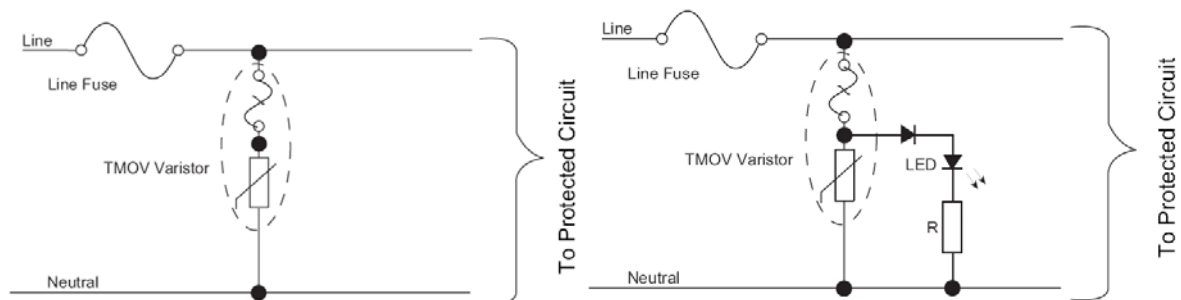 Line
Line Fuse
TMOV Varistor
Neutral
To Protected Circuit
Line
Line Fuse
TMOV Varistor
LED
R
Neutral
To Protected Circuit